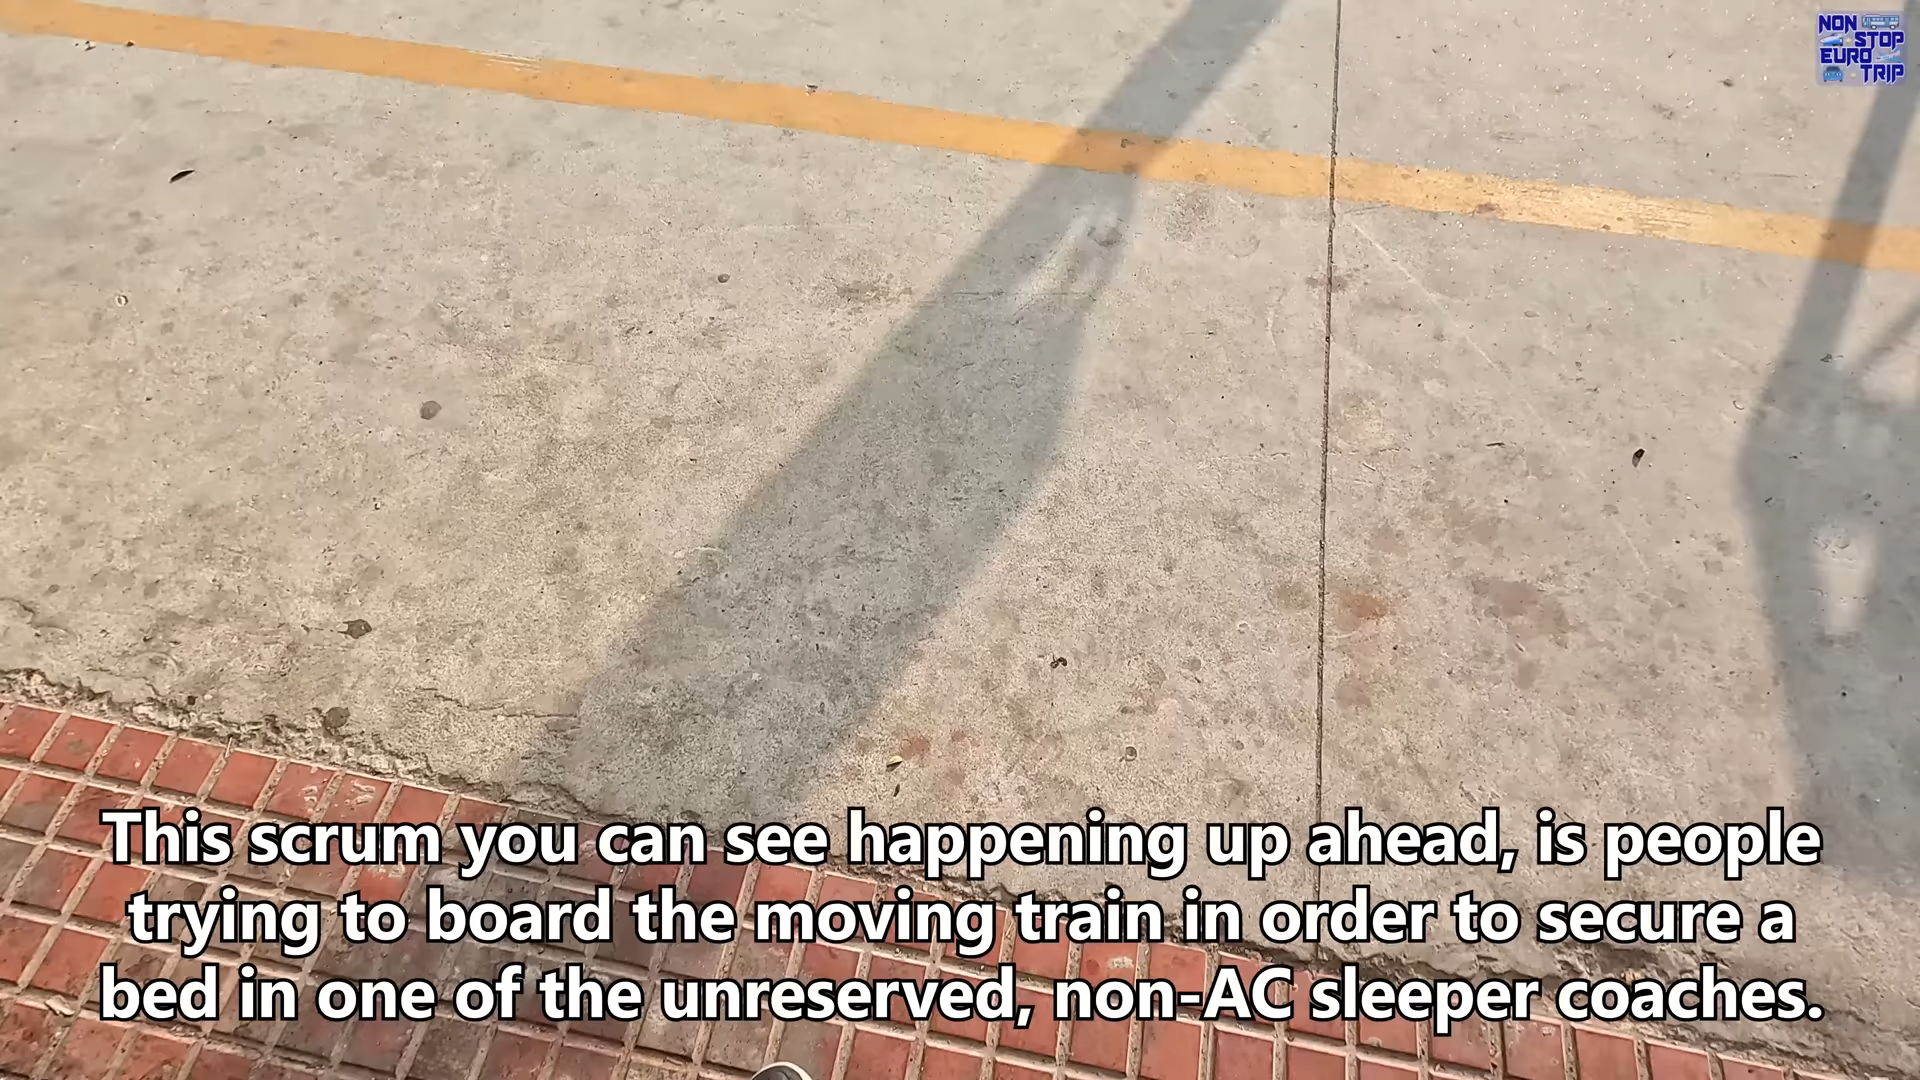 NON
STOP
EURO
TRIP
This scrum you can see happening up ahead, is people
trying to board the moving train in order to secure a
bed in one of the unreserved, non-AC sleeper coaches.